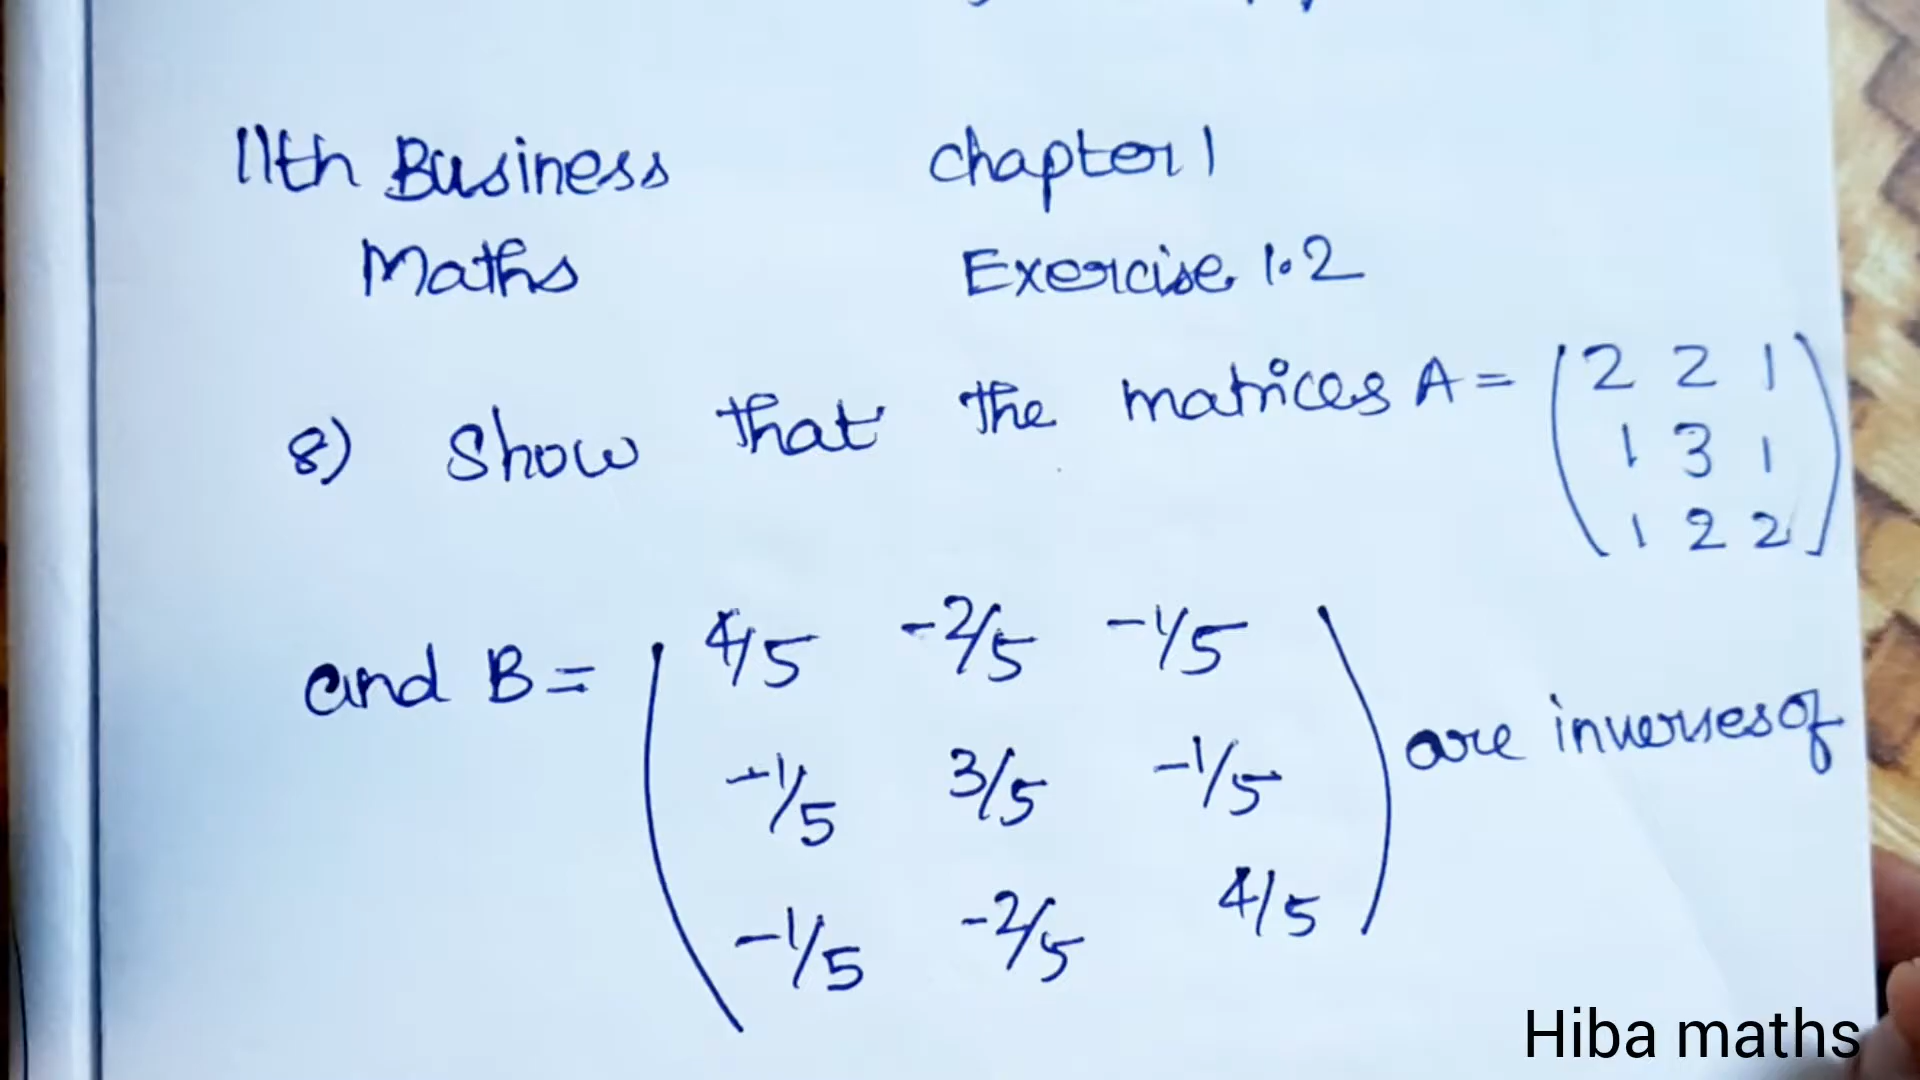 11th Business chapter 1
Maths Exercise 1.2
8) Show that the matrices A = (2 2 1
1 3 1
1 2 2)
and B = (4/5 -2/5 -1/5
-1/5 3/5 -1/5
-1/5 -2/5 4/5) are inverses of
Hiba maths